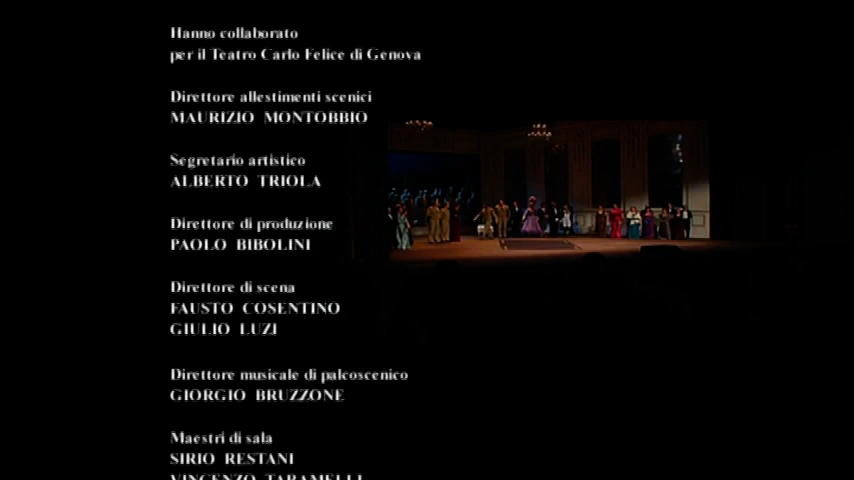 Hanno collaborato
per il Teatro Carlo Felice di Genova
Direttore allestimenti scenici
MAURIZIO MONTOBBIO
Segretario artistico
ALBERTO TRIOLA
Direttore di produzione
PAOLO BIBOLINI
Direttore di scena
FAUSTO COSENTINO
GIULIO LUZI
Direttore musicale di palcoscenico
GIORGIO BRUZZONE
Maestri di sala
SIRIO RESTANI
VINCENZO TARAMELLI